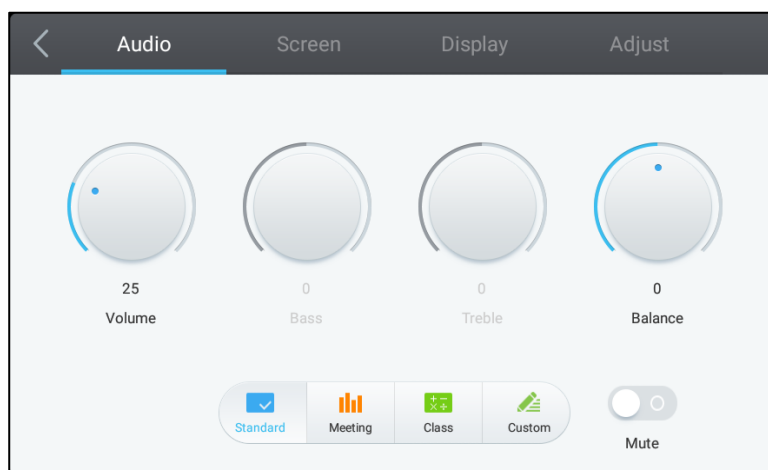 Audio Screen Display Adjust
25 0 0 0
Volume Bass Treble Balance
Standard Meeting Class Custom
Mute